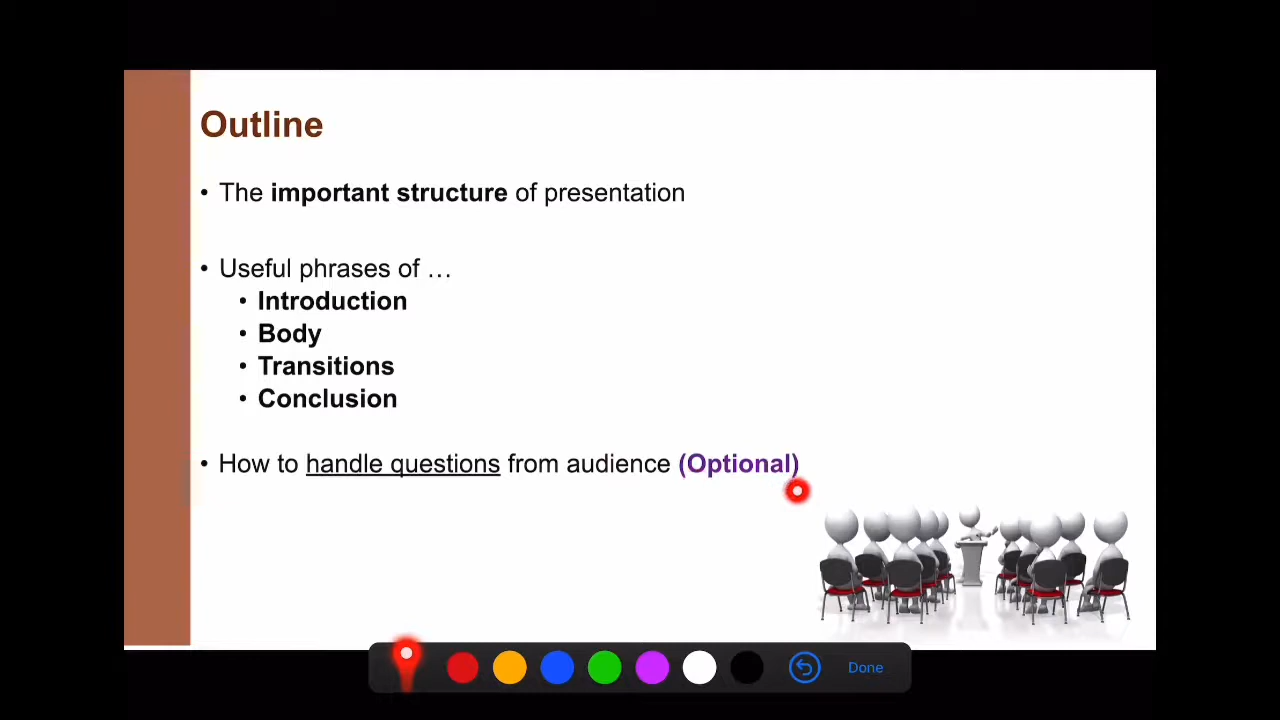 Outline
• The important structure of presentation
• Useful phrases of …
• Introduction
• Body
• Transitions
• Conclusion
• How to handle questions from audience (Optional)
Done